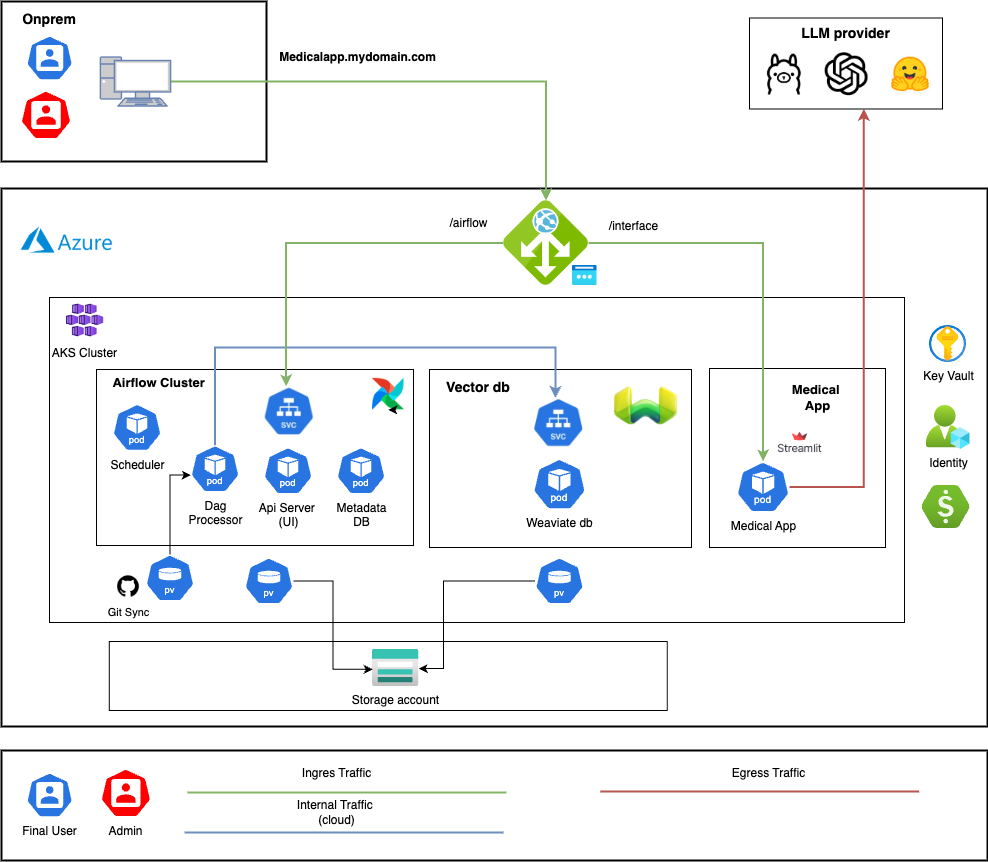 Onprem
Medicalapp.mydomain.com
LLM provider
/airflow
/interface
Azure
AKS Cluster
Key Vault
Identity
Airflow Cluster
svc
pod
Scheduler
pod
Dag
Processor
pod
Api Server
(UI)
pod
Metadata
DB
Vector db
svc
pod
Weaviate db
Medical
App
Streamlit
pod
Medical App
Git Sync
pv
pv
pv
Storage account
Final User
Admin
Ingres Traffic
Internal Traffic
(cloud)
Egress Traffic